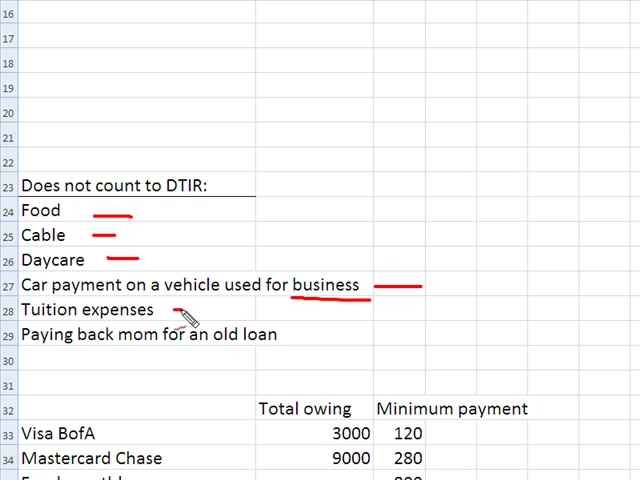 16
17
18
19
20
21
22
23 Does not count to DTIR:
24 Food
25 Cable
26 Daycare
27 Car payment on a vehicle used for business
28 Tuition expenses
29 Paying back mom for an old loan
30
31
32 Total owing Minimum payment
33 Visa BofA 3000 120
34 Mastercard Chase 9000 280